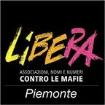 LiBERA
ASSOCIAZIONI, NOMI E NUMERI
CONTRO LE MAFIE
Piemonte